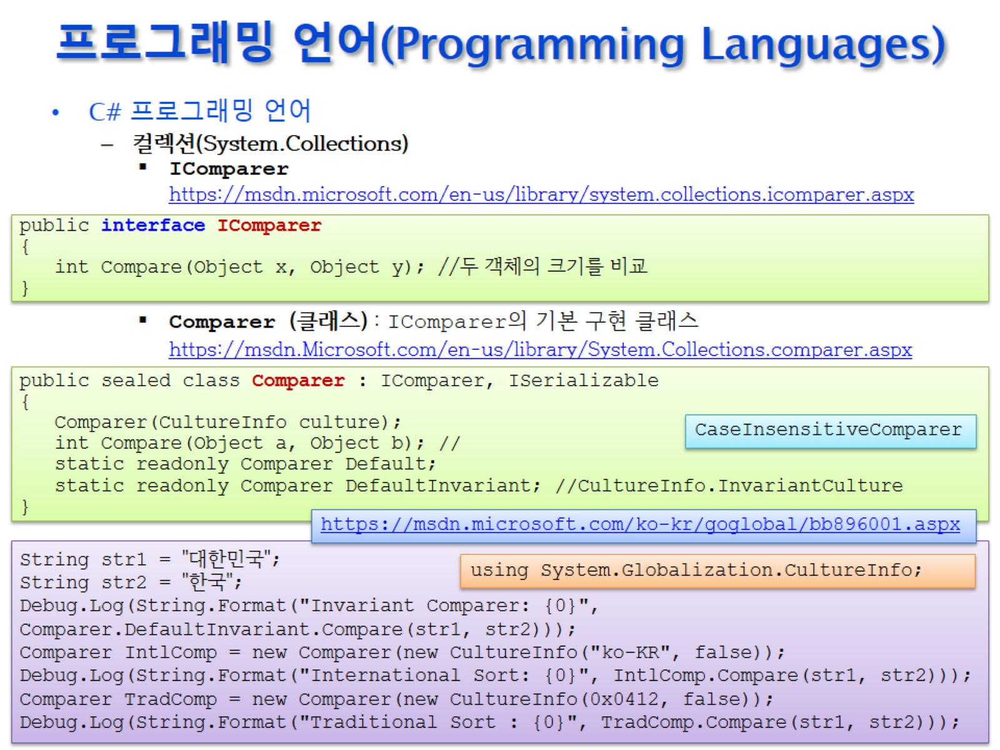 프로그래밍 언어(Programming Languages)
• C# 프로그래밍 언어
– 컬렉션(System.Collections)
▪ IComparer
https://msdn.microsoft.com/en-us/library/system.collections.icomparer.aspx
public interface IComparer
{
   int Compare(Object x, Object y); //두 객체의 크기를 비교
}
▪ Comparer (클래스) : IComparer의 기본 구현 클래스
https://msdn.Microsoft.com/en-us/library/System.Collections.comparer.aspx
public sealed class Comparer : IComparer, ISerializable
{
   Comparer(CultureInfo culture);
CaseInsensitiveComparer
   int Compare(Object a, Object b); //
   static readonly Comparer Default;
   static readonly Comparer DefaultInvariant; //CultureInfo.InvariantCulture
}
https://msdn.microsoft.com/ko-kr/goglobal/bb896001.aspx
String str1 = "대한민국";
using System.Globalization.CultureInfo;
String str2 = "한국";
Debug.Log(String.Format("Invariant Comparer: {0}",
Comparer.DefaultInvariant.Compare(str1, str2)));
Comparer IntlComp = new Comparer(new CultureInfo("ko-KR", false));
Debug.Log(String.Format("International Sort: {0}", IntlComp.Compare(str1, str2)));
Comparer TradComp = new Comparer(new CultureInfo(0x0412, false));
Debug.Log(String.Format("Traditional Sort : {0}", TradComp.Compare(str1, str2)));